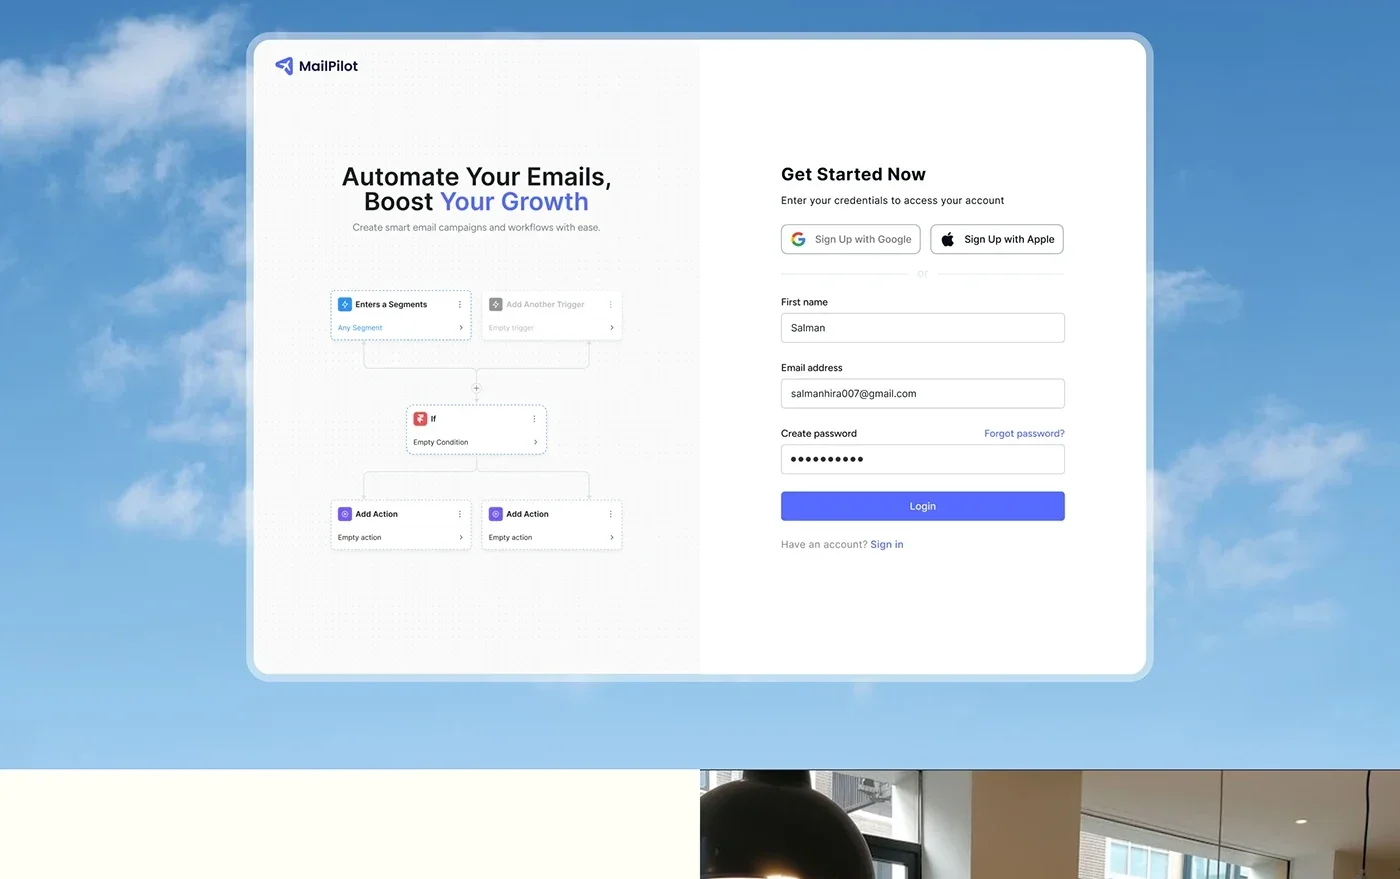 MailPilot
Automate Your Emails,
Boost Your Growth
Create smart email campaigns and workflows with ease.
Enters a Segments
Any Segment
Add Another Trigger
Empty trigger
If
Empty Condition
Add Action
Empty action
Add Action
Empty action
Get Started Now
Enter your credentials to access your account
Sign Up with Google
Sign Up with Apple
or
First name
Salman
Email address
salmanhira007@gmail.com
Create password
Forgot password?
Login
Have an account? Sign in